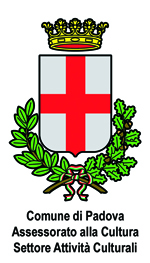 Comune di Padova
Assessorato alla Cultura
Settore Attività Culturali